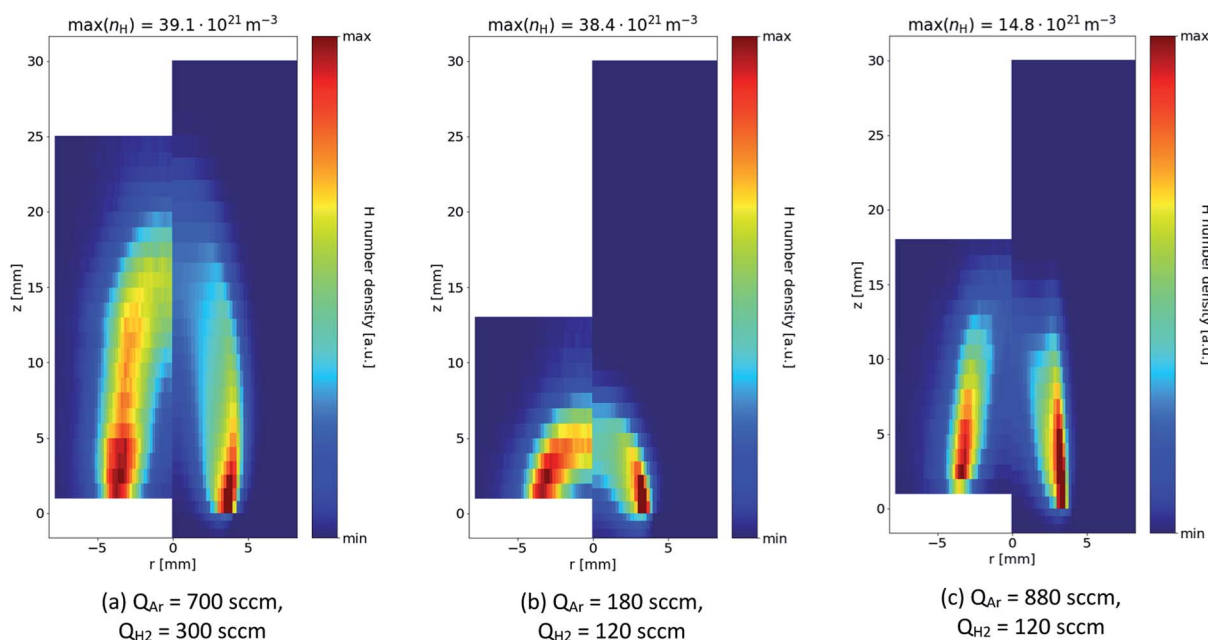 max(n_H) = 39.1 · 10^21 m^−3
max
30
25
20
15
10
5
0
z [mm]
−5
0
5
r [mm]
H number density [a.u.]
min
(a) Q_Ar = 700 sccm,
Q_H2 = 300 sccm
max(n_H) = 38.4 · 10^21 m^−3
max
30
25
20
15
10
5
0
z [mm]
−5
0
5
r [mm]
H number density [a.u.]
min
(b) Q_Ar = 180 sccm,
Q_H2 = 120 sccm
max(n_H) = 14.8 · 10^21 m^−3
max
30
25
20
15
10
5
0
z [mm]
−5
0
5
r [mm]
H number density [a.u.]
min
(c) Q_Ar = 880 sccm,
Q_H2 = 120 sccm